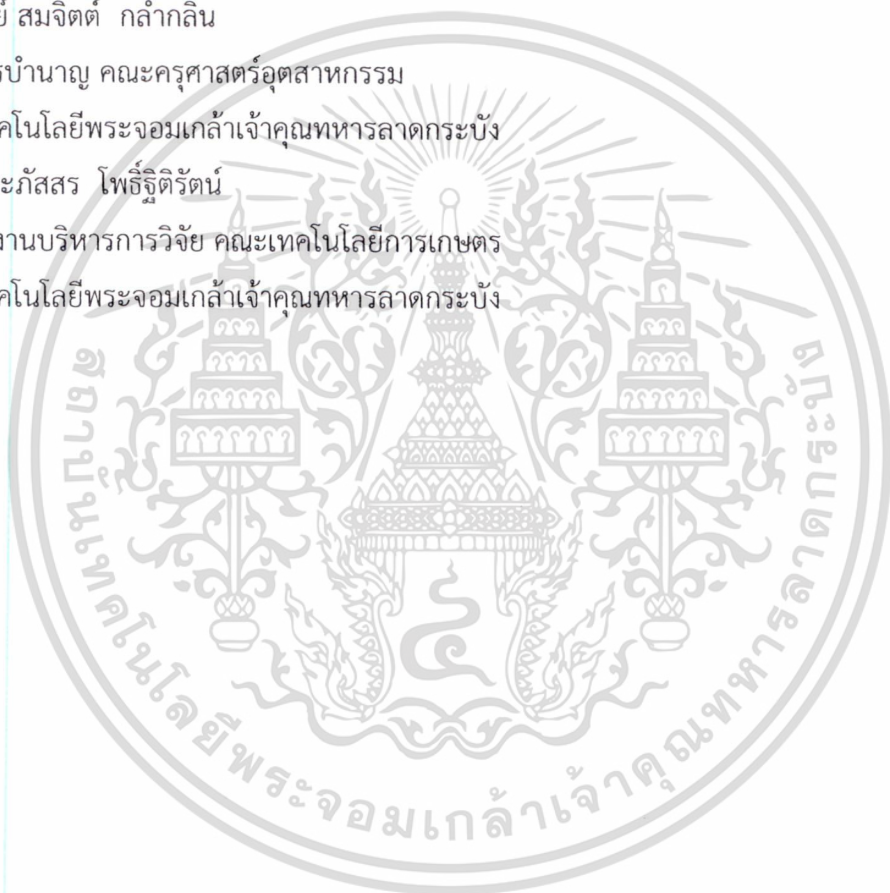 ย์ สมจิตต์ กล่ำกลิ่น
รบำนาญ คณะครุศาสตร์อุตสาหกรรม
คโนโลยีพระจอมเกล้าเจ้าคุณทหารลาดกระบัง
ะภัสสร โพธิ์ฐิติรัตน์
งานบริหารการวิจัย คณะเทคโนโลยีการเกษตร
คโนโลยีพระจอมเกล้าเจ้าคุณทหารลาดกระบัง
สถาบันเทคโนโลยีพระจอมเกล้าเจ้าคุณทหารลาดกระบัง
๔